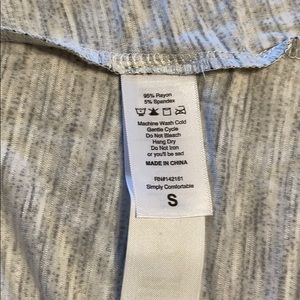 95% Rayon
5% Spandex
Machine Wash Cold
Gentle Cycle
Do Not Bleach
Hang Dry
Do Not Iron
or you'll be sad
MADE IN CHINA
RN#142161
Simply Comfortable
S